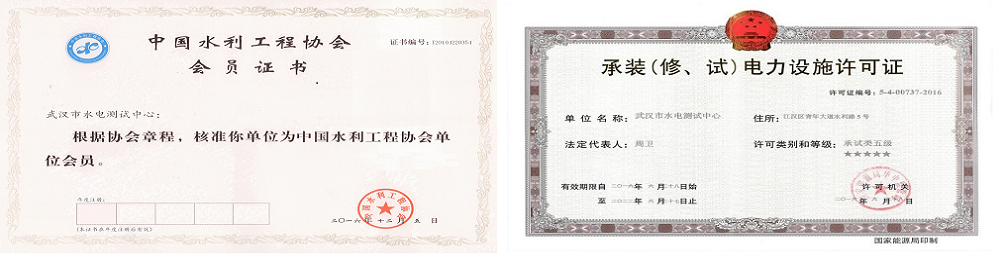 中国水利工程协会
会员证书
证书编号：
武汉市水电测试中心：
根据协会章程，核准你单位为中国水利工程协会单
位会员。
年度注册：
(本证书在年度注册后有效)
中国水利工程协会
二〇一六年 十二 月 五 日
承装(修、试)电力设施许可证
许可证编号：5-4-00737-2016
单 位 名 称：武汉市水电测试中心
住所：江汉区青年大道水利路5号
法定代表人：周卫
许可类别和等级：承试类五级
★★★★★
有效期限自 二〇一六年 六 月二十八日始
至 二〇二二年 六 月二十七日止
许 可 机 关
国家能源局印制